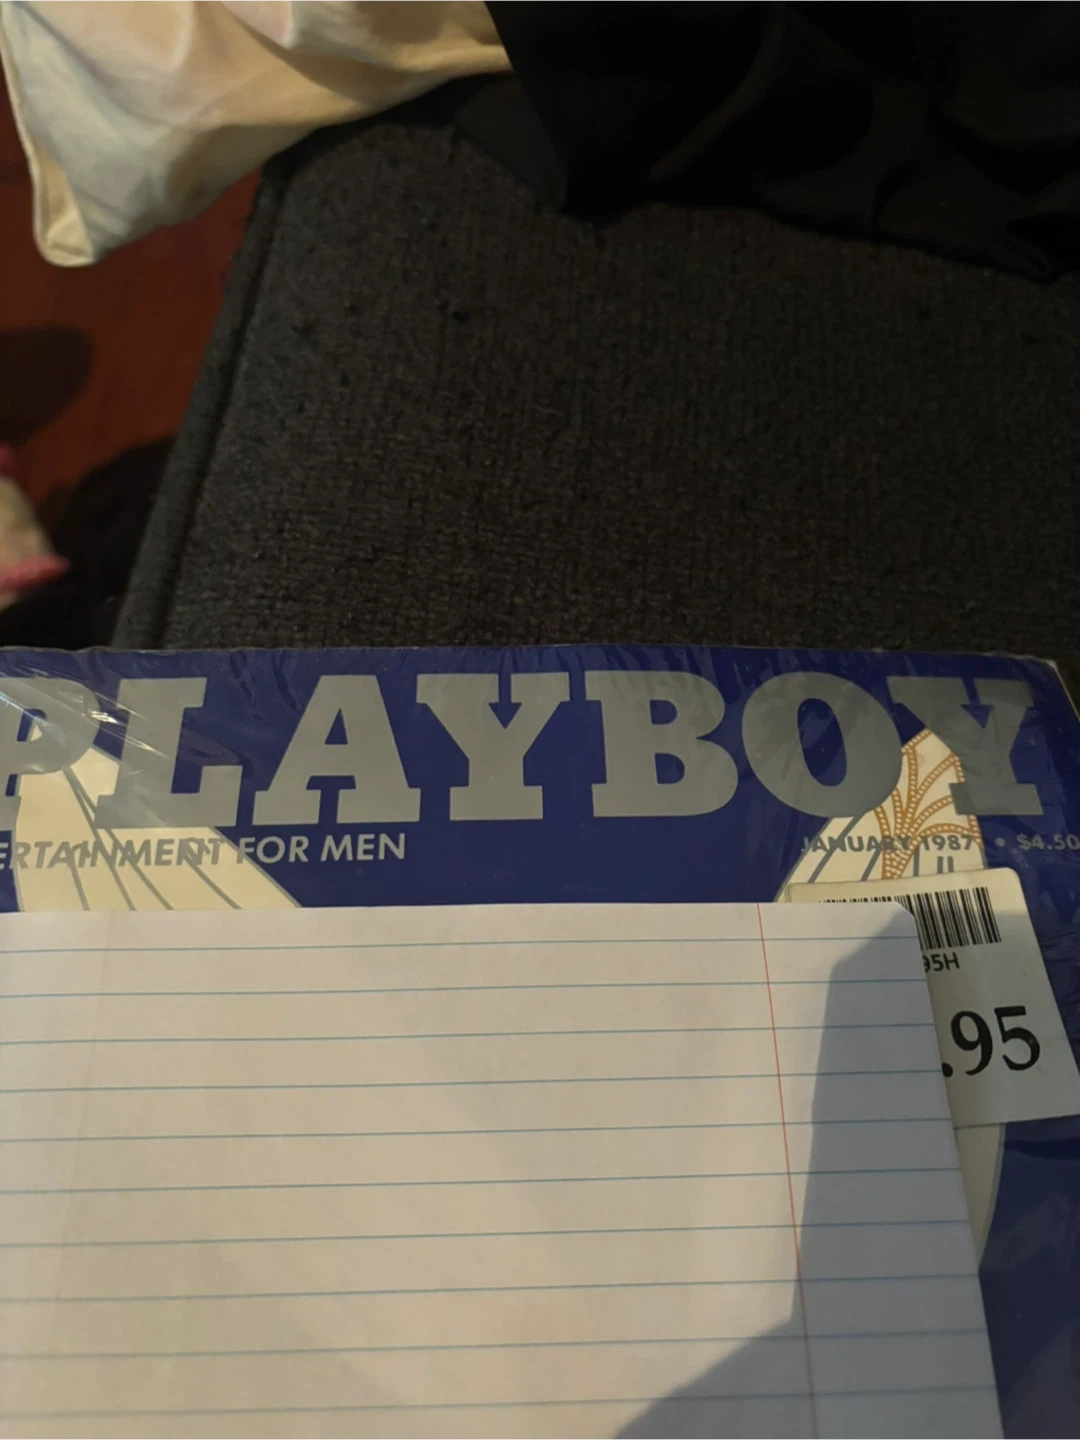 PLAYBOY
ERTAINMENT FOR MEN
JANUARY 1987 • $4.50
95H
.95